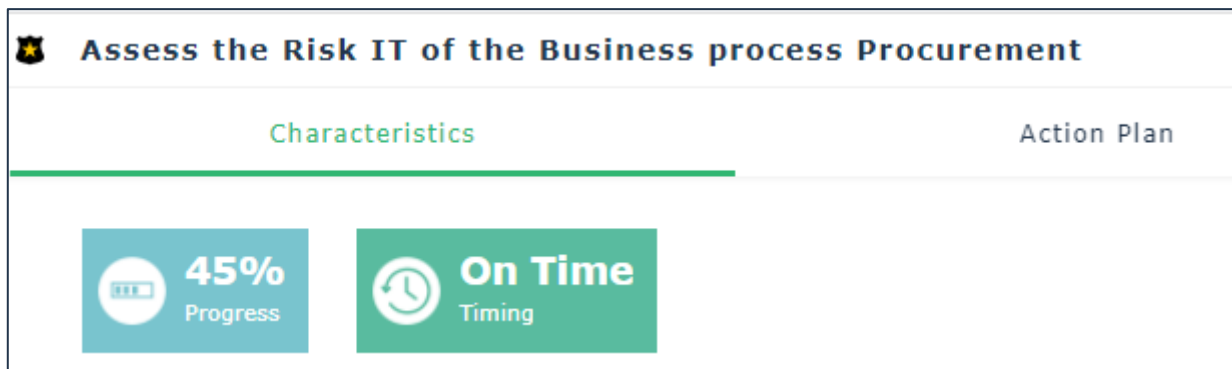 Assess the Risk IT of the Business process Procurement
Characteristics
Action Plan
45%
Progress
On Time
Timing